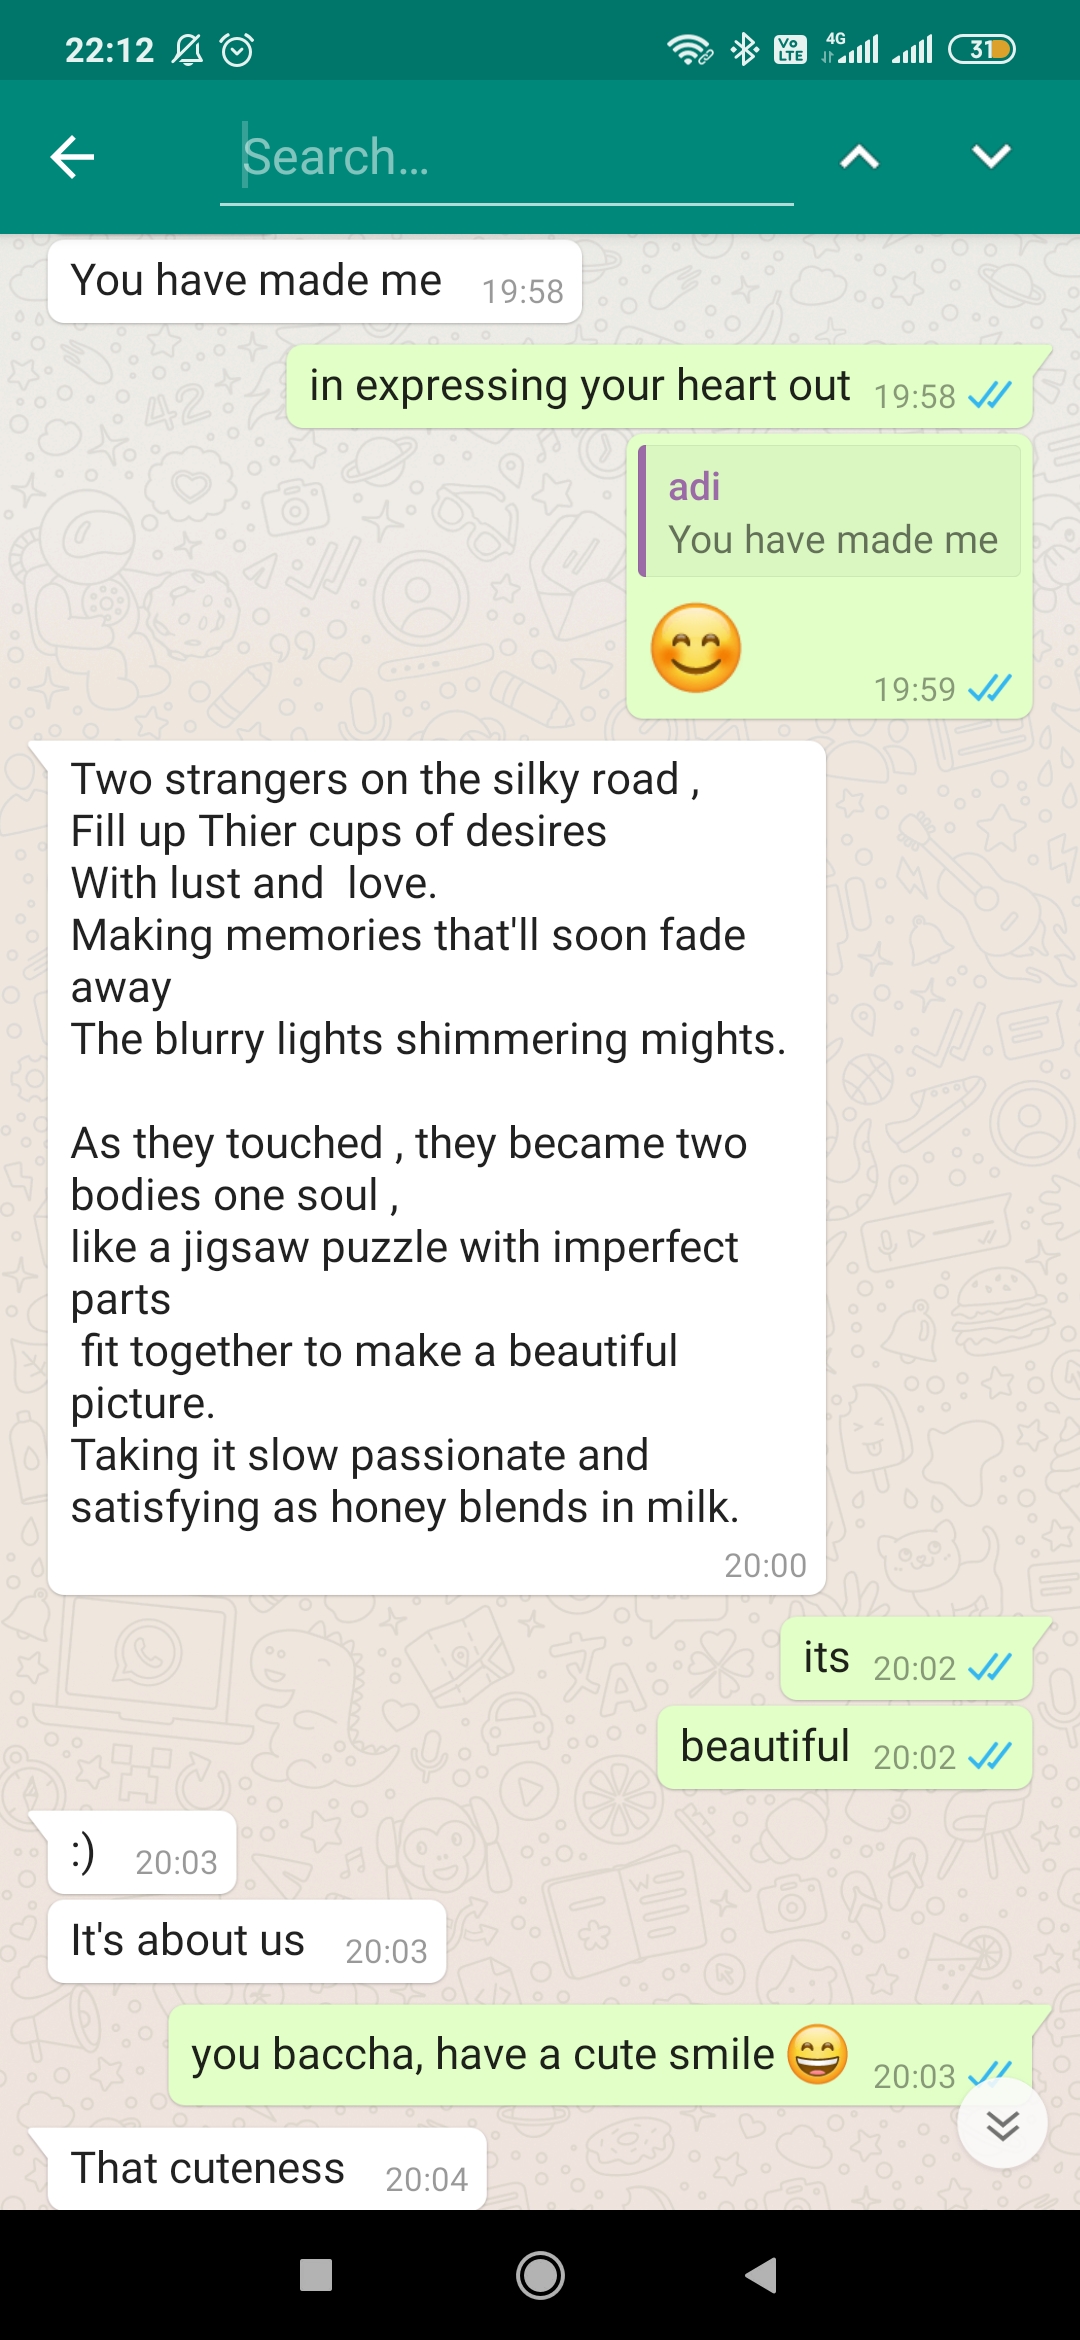 22:12
Vo LTE 4G 31
Search...
You have made me 19:58
in expressing your heart out 19:58
adi
You have made me
19:59
Two strangers on the silky road ,
Fill up Thier cups of desires
With lust and  love.
Making memories that'll soon fade
away
The blurry lights shimmering mights.
As they touched , they became two
bodies one soul ,
like a jigsaw puzzle with imperfect
parts
fit together to make a beautiful
picture.
Taking it slow passionate and
satisfying as honey blends in milk.
20:00
its 20:02
beautiful 20:02
:) 20:03
It's about us 20:03
you baccha, have a cute smile 😄 20:03
That cuteness 20:04